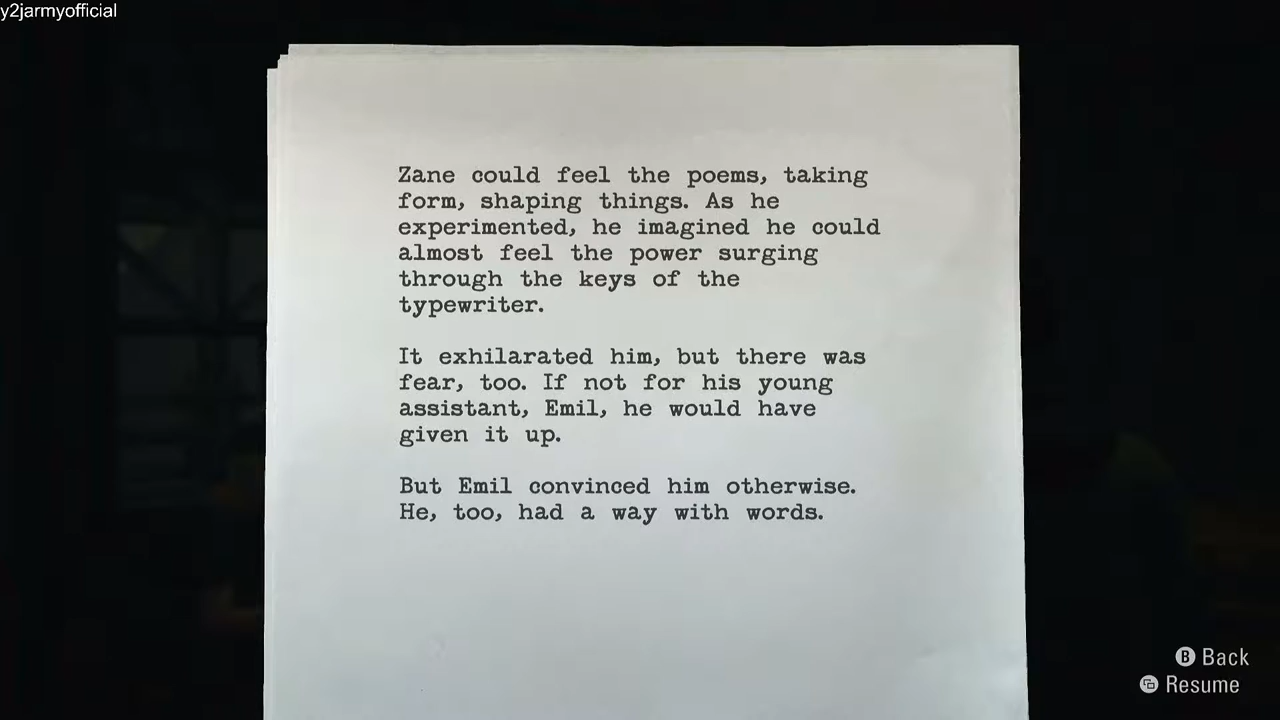 y2jarmyofficial
Zane could feel the poems, taking
form, shaping things. As he
experimented, he imagined he could
almost feel the power surging
through the keys of the
typewriter.
It exhilarated him, but there was
fear, too. If not for his young
assistant, Emil, he would have
given it up.
But Emil convinced him otherwise.
He, too, had a way with words.
B Back
Resume